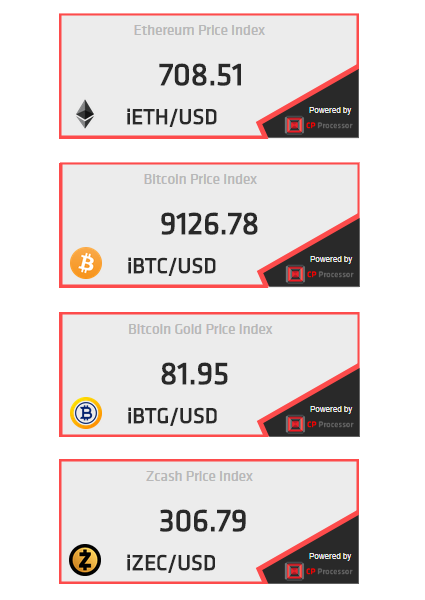 Ethereum Price Index
708.51
iETH/USD
Powered by
CP Processor
Bitcoin Price Index
9126.78
iBTC/USD
Powered by
CP Processor
Bitcoin Gold Price Index
81.95
iBTG/USD
Powered by
CP Processor
Zcash Price Index
306.79
iZEC/USD
Powered by
CP Processor